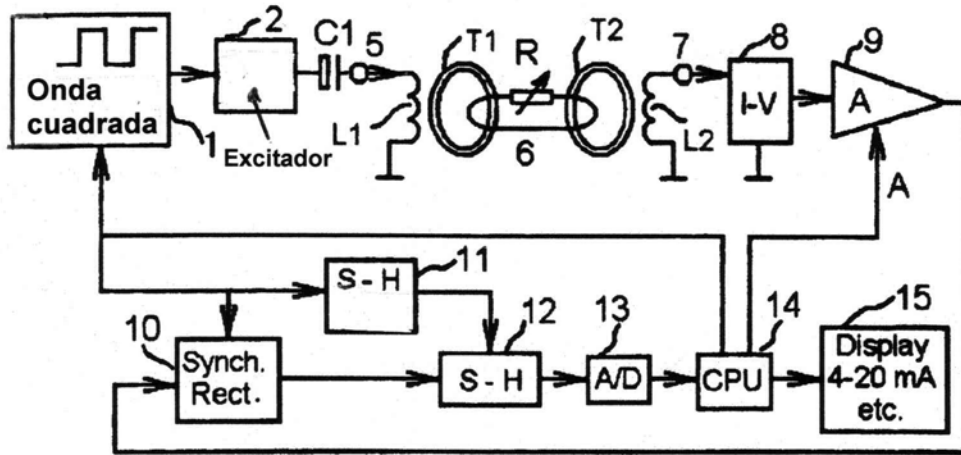 2
C1
5
T1
R
T2
7
8
9
Onda
cuadrada
1
Excitador
L1
6
L2
I-V
A
A
S - H
11
10
Synch.
Rect.
12
S - H
13
A/D
14
CPU
15
Display
4-20 mA
etc.